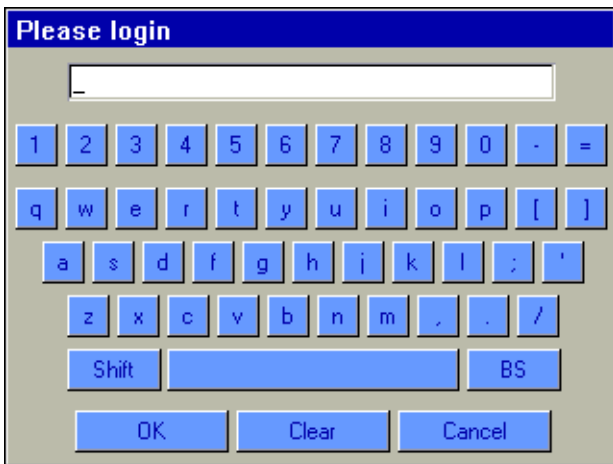 Please login
_
1 2 3 4 5 6 7 8 9 0 - =
q w e r t y u i o p [ ]
a s d f g h j k l ; '
z x c v b n m , . /
Shift BS
OK Clear Cancel